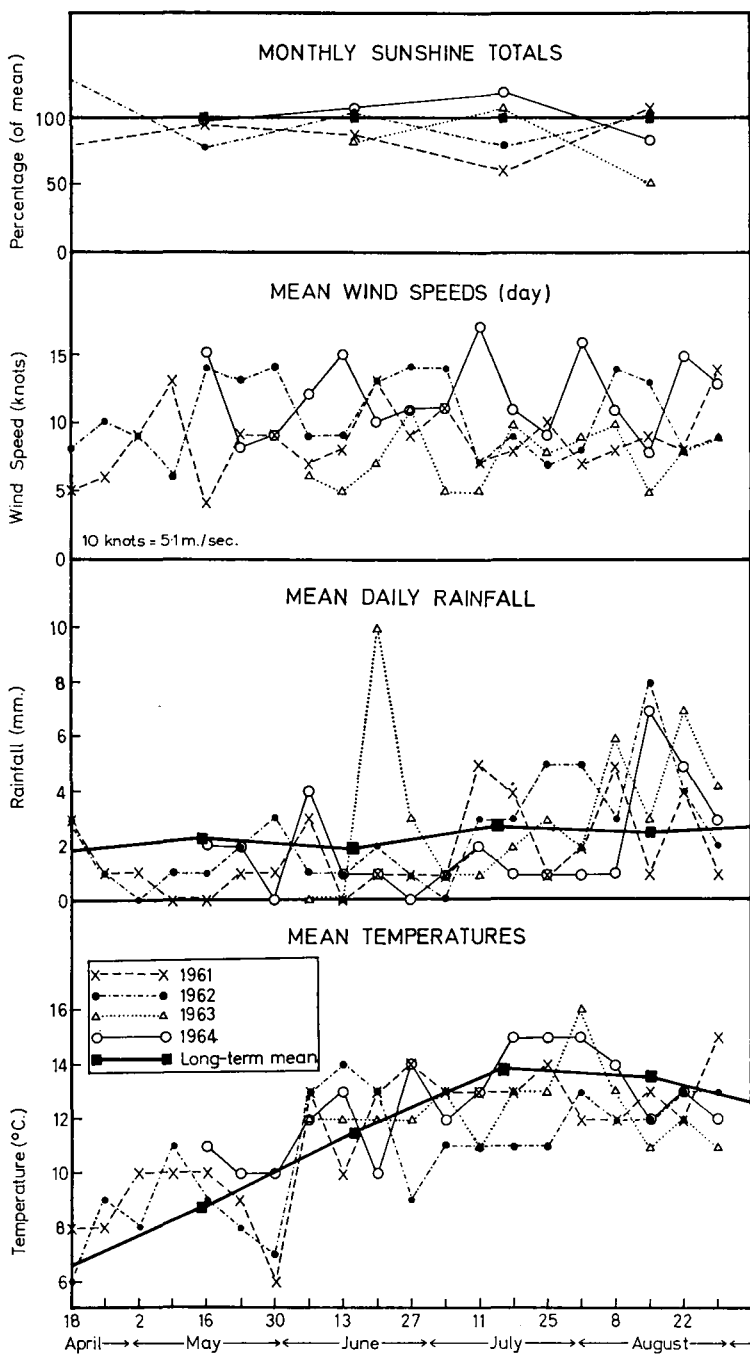 MONTHLY SUNSHINE TOTALS
Percentage (of mean)
100
50
0
MEAN WIND SPEEDS (day)
Wind Speed (knots)
15
10
5
0
10 knots = 5·1 m./sec.
MEAN DAILY RAINFALL
Rainfall (mm.)
10
8
6
4
2
0
MEAN TEMPERATURES
1961
1962
1963
1964
Long-term mean
Temperature (°C.)
16
14
12
10
8
6
18 2 16 30 13 27 11 25 8 22
April May June July August